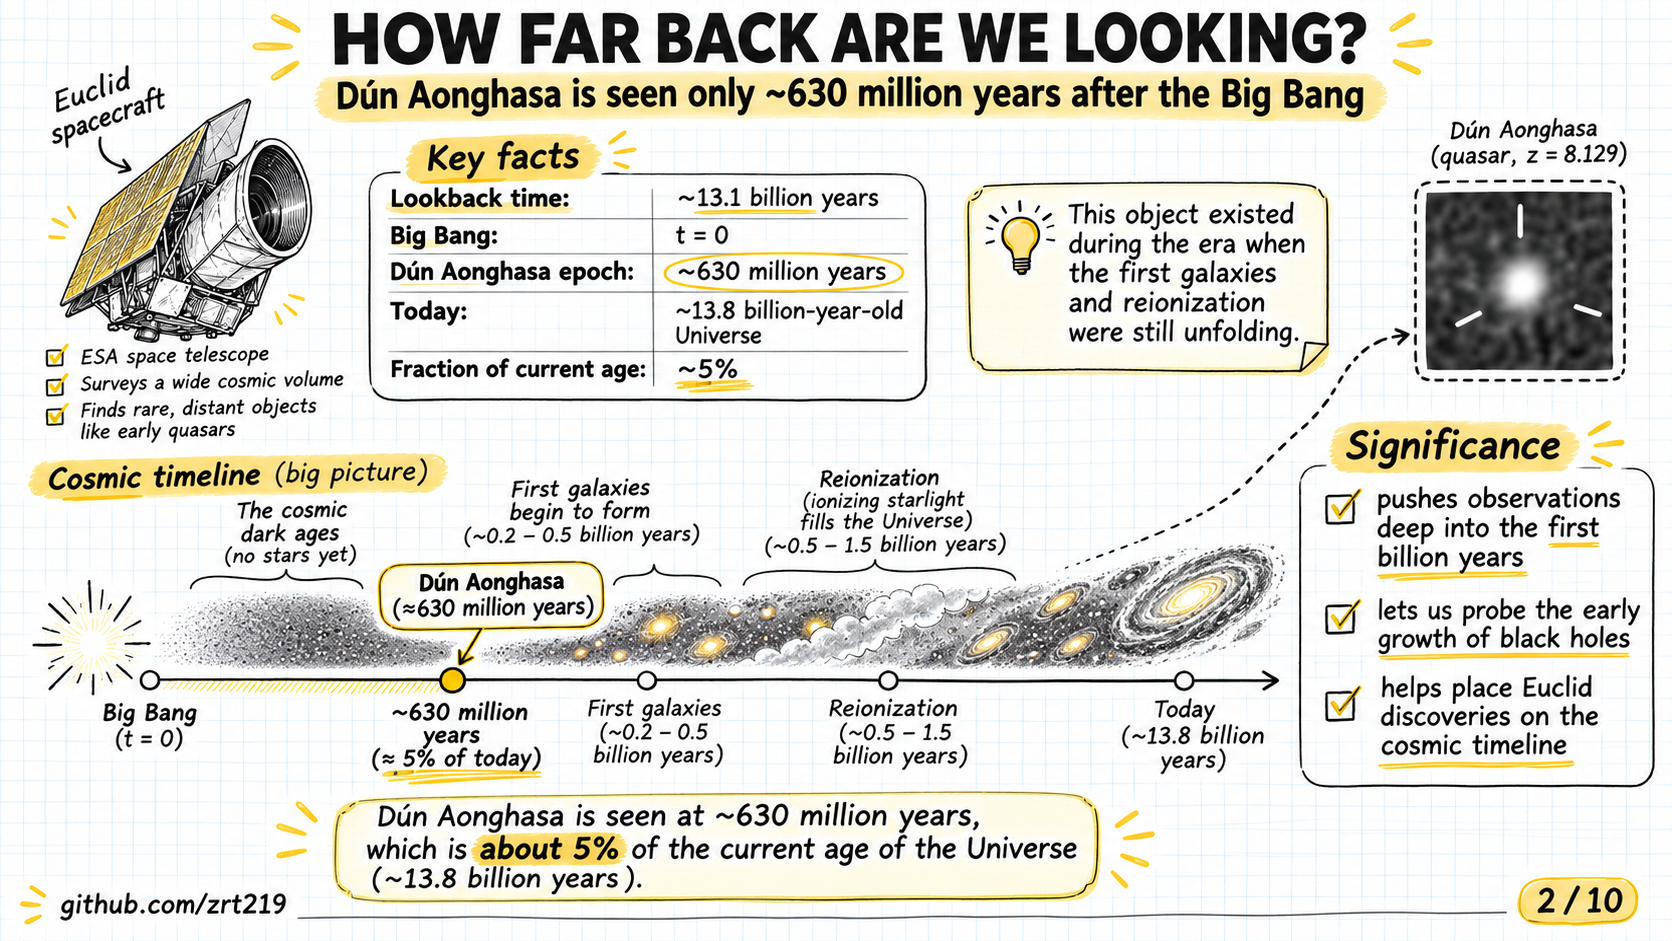 HOW FAR BACK ARE WE LOOKING?
Dún Aonghasa is seen only ~630 million years after the Big Bang
Euclid
spacecraft
ESA space telescope
Surveys a wide cosmic volume
Finds rare, distant objects
like early quasars
Key facts
Lookback time: ~13.1 billion years
Big Bang: t = 0
Dún Aonghasa epoch: ~630 million years
Today: ~13.8 billion-year-old
Universe
Fraction of current age: ~5%
This object existed
during the era when
the first galaxies
and reionization
were still unfolding.
Dún Aonghasa
(quasar, z = 8.129)
Cosmic timeline (big picture)
The cosmic
dark ages
(no stars yet)
Dún Aonghasa
(≈630 million years)
First galaxies
begin to form
(~0.2 – 0.5 billion years)
Reionization
(ionizing starlight
fills the Universe)
(~0.5 – 1.5 billion years)
Big Bang
(t = 0)
~630 million
years
(≈ 5% of today)
First galaxies
(~0.2 – 0.5
billion years)
Reionization
(~0.5 – 1.5
billion years)
Today
(~13.8 billion
years)
Significance
pushes observations
deep into the first
billion years
lets us probe the early
growth of black holes
helps place Euclid
discoveries on the
cosmic timeline
Dún Aonghasa is seen at ~630 million years,
which is about 5% of the current age of the Universe
(~13.8 billion years).
github.com/zrt219
2 / 10